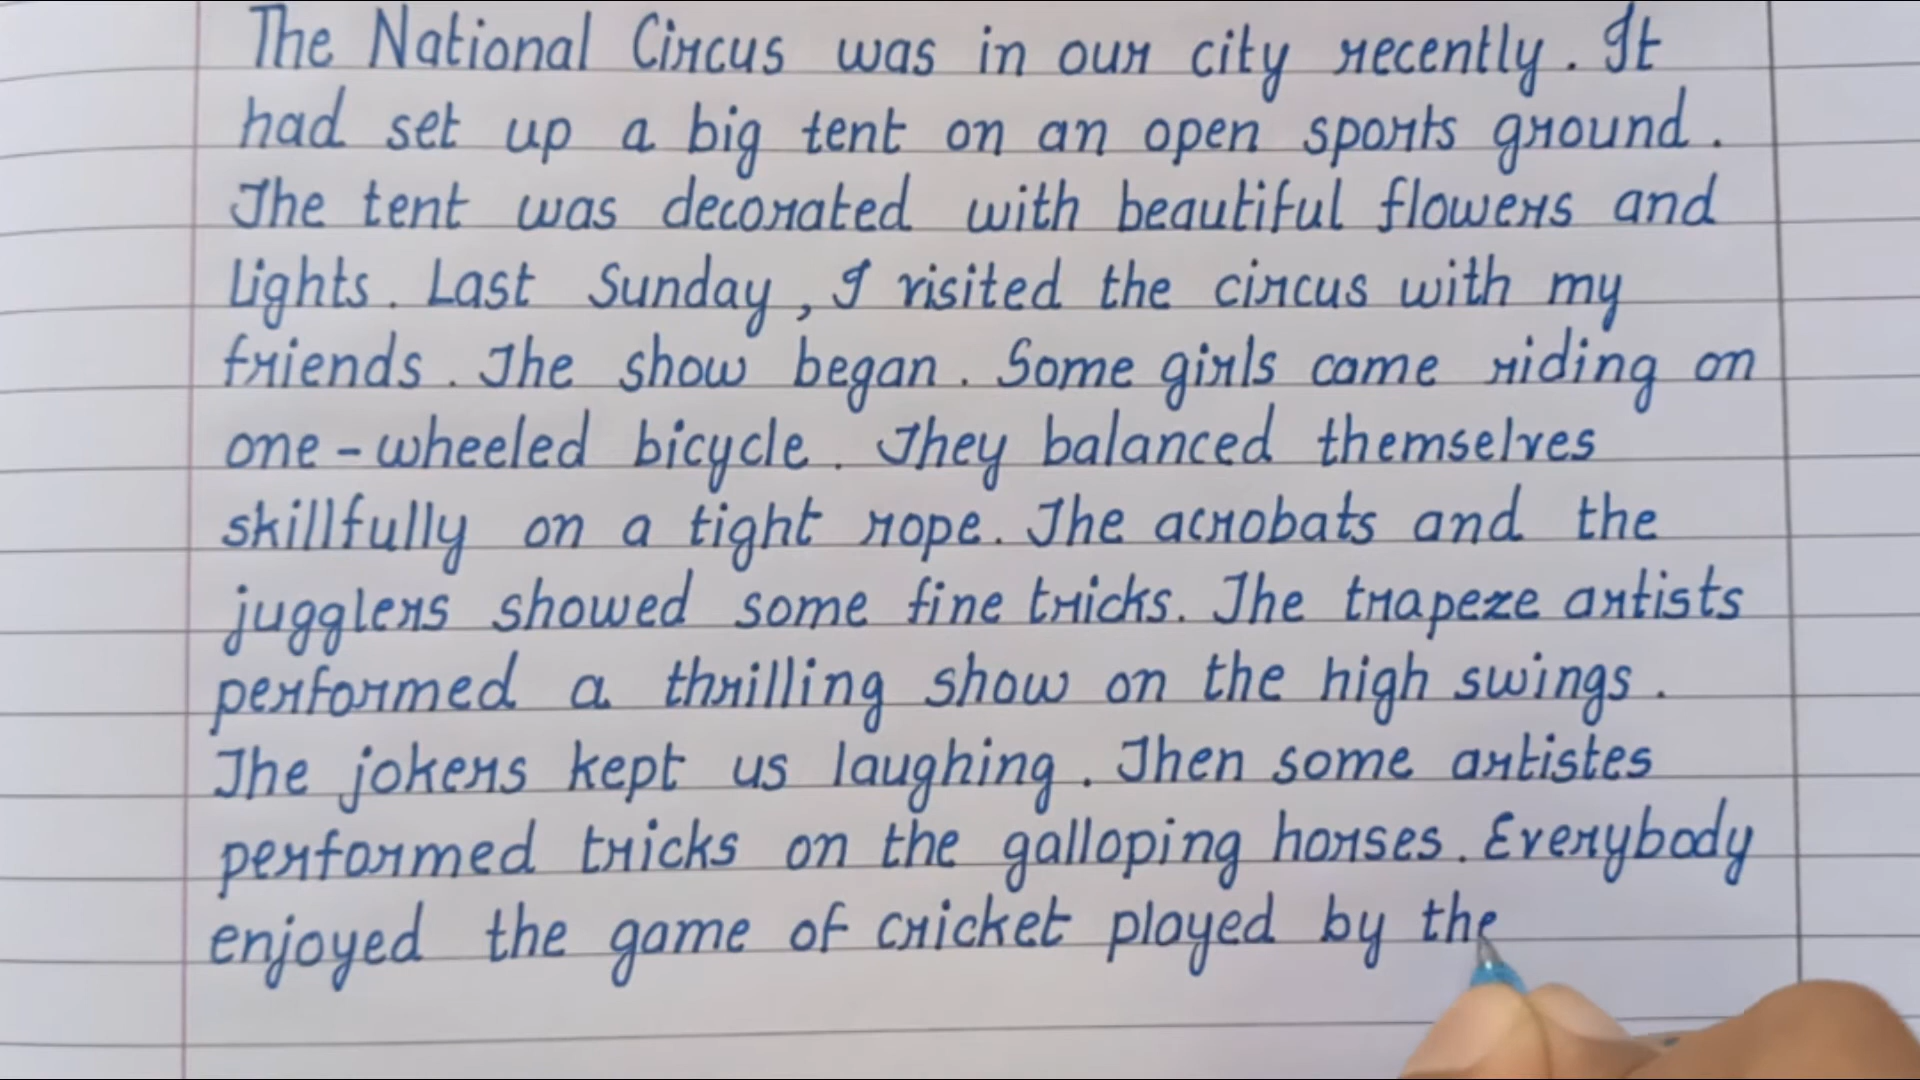 The National Circus was in our city recently. It
had set up a big tent on an open sports ground.
The tent was decorated with beautiful flowers and
lights. Last Sunday, I visited the circus with my
friends. The show began. Some girls came riding on
one-wheeled bicycle. They balanced themselves
skillfully on a tight rope. The acrobats and the
jugglers showed some fine tricks. The trapeze artists
performed a thrilling show on the high swings.
The jokers kept us laughing. Then some artistes
performed tricks on the galloping horses. Everybody
enjoyed the game of cricket played by the